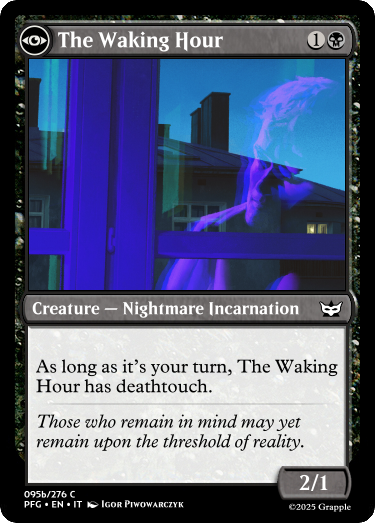 The Waking Hour 1
Creature — Nightmare Incarnation
As long as it's your turn, The Waking
Hour has deathtouch.
Those who remain in mind may yet
remain upon the threshold of reality.
2/1
095b/276 C
PFG • EN • IT Igor Piwowarczyk
©2025 Grapple